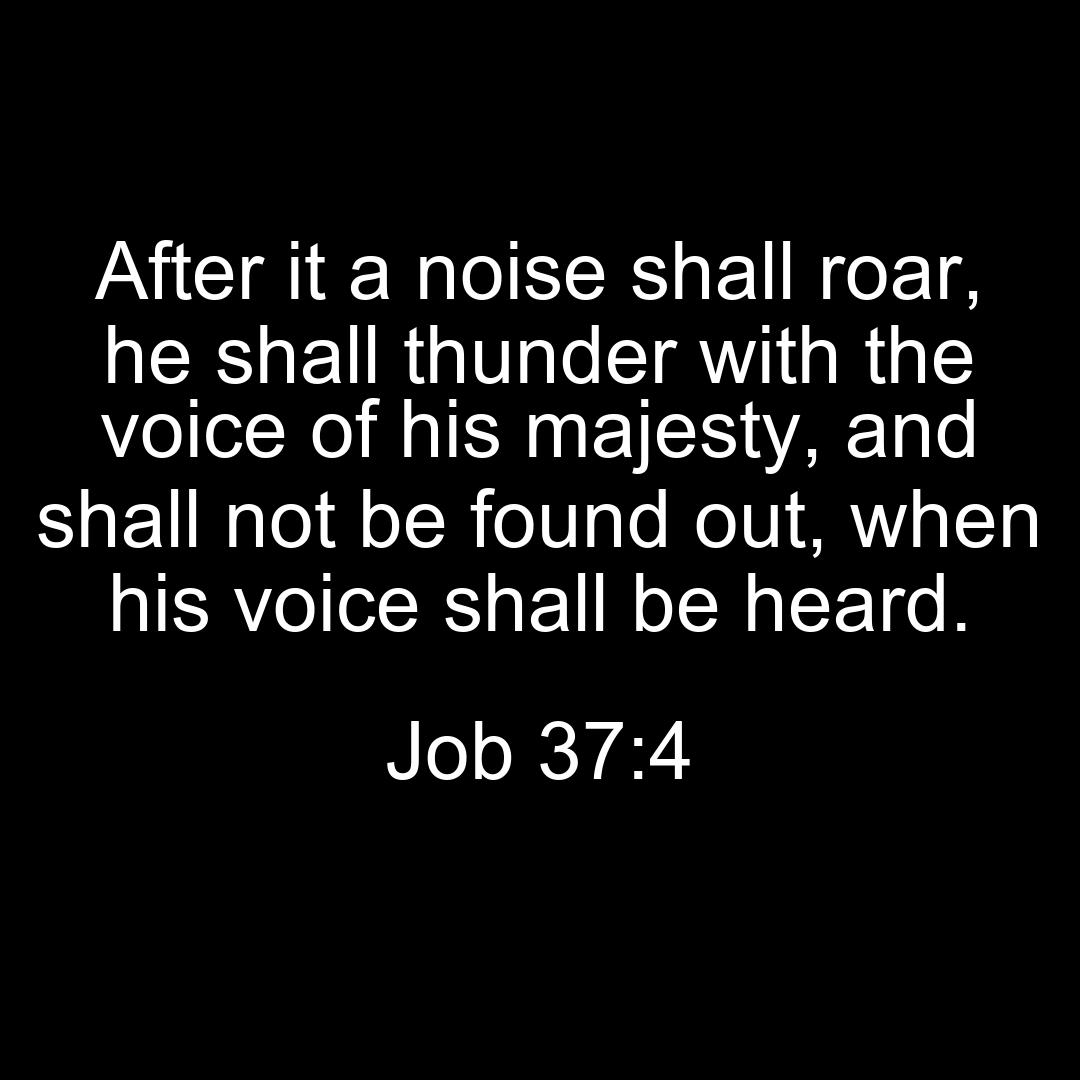 After it a noise shall roar,
he shall thunder with the
voice of his majesty, and
shall not be found out, when
his voice shall be heard.
Job 37:4